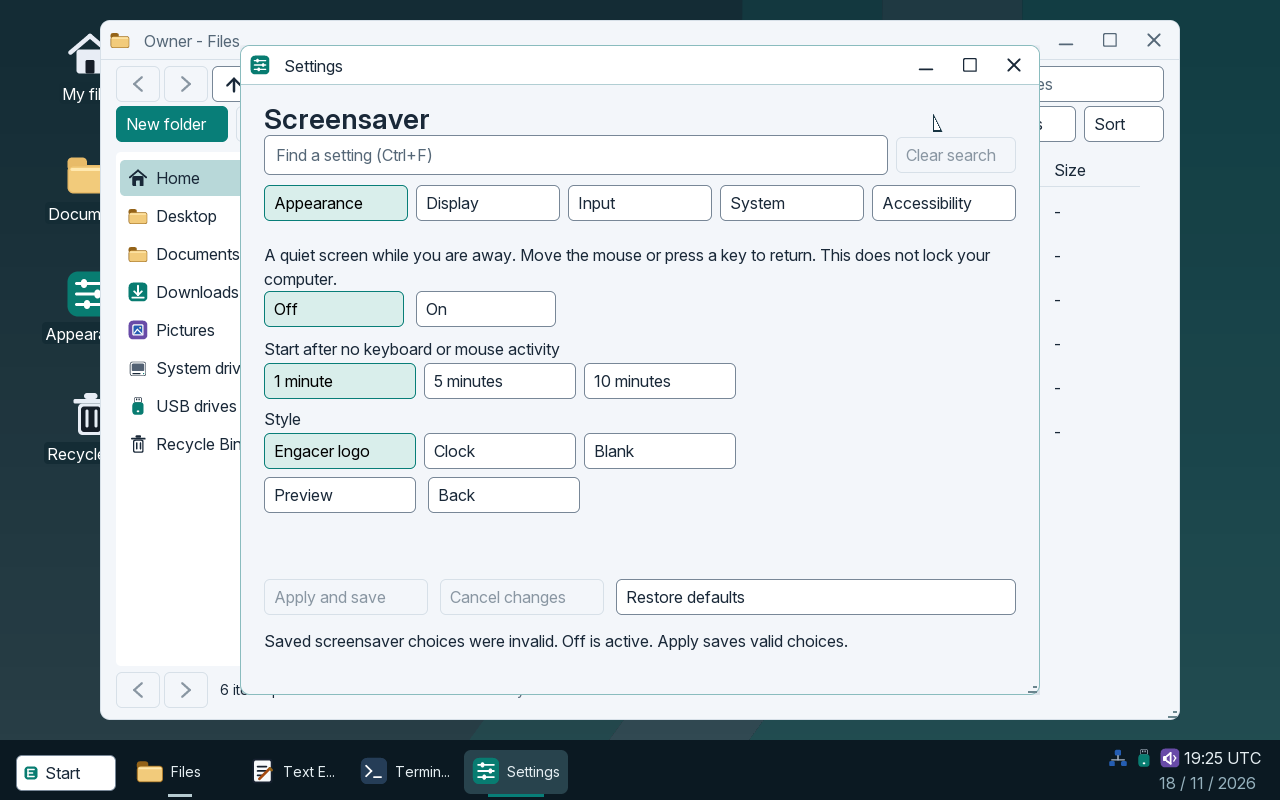 Owner - Files
Settings
My fi
Docum
Appeara
Recycle
New folder
Sort
Home
Desktop
Documents
Downloads
Pictures
System driv
USB drives
Recycle Bin
Size
-
-
-
-
-
-
Screensaver
Find a setting (Ctrl+F)
Clear search
Appearance
Display
Input
System
Accessibility
A quiet screen while you are away. Move the mouse or press a key to return. This does not lock your
computer.
Off
On
Start after no keyboard or mouse activity
1 minute
5 minutes
10 minutes
Style
Engacer logo
Clock
Blank
Preview
Back
Apply and save
Cancel changes
Restore defaults
Saved screensaver choices were invalid. Off is active. Apply saves valid choices.
Start
Files
Text E...
Termin...
Settings
19:25 UTC
18 / 11 / 2026